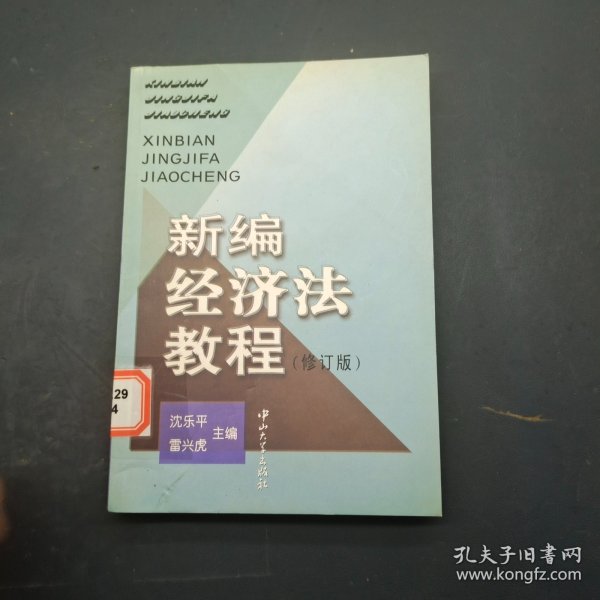 XINBIAN
JINGJIFA
JIAOCHENG
XINBIAN
JINGJIFA
JIAOCHENG
新编
经济法
教程(修订版)
29
4
沈乐平
雷兴虎
主编
中山大学出版社
孔夫子旧书网
www.kongfz.com